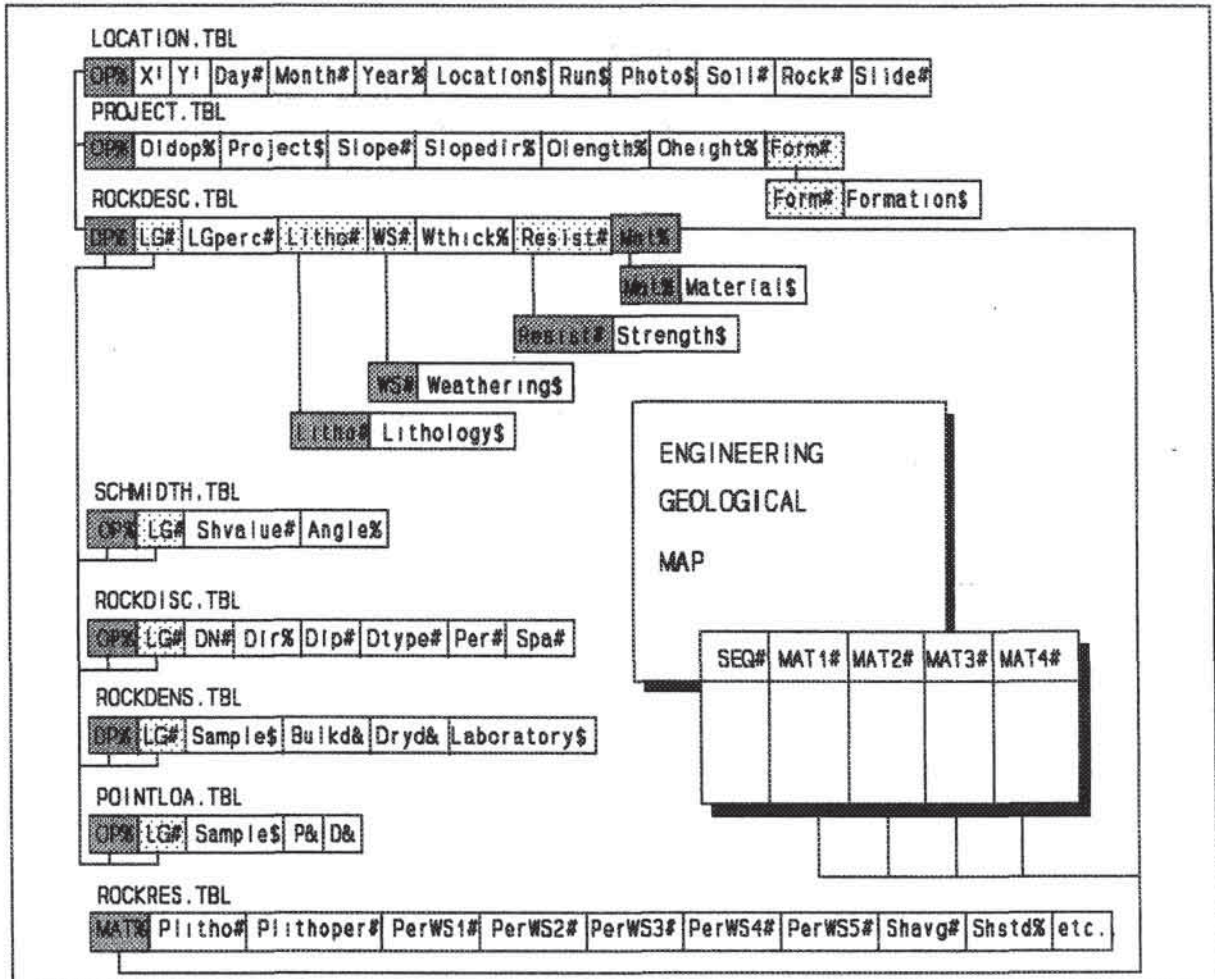 LOCATION.TBL
OP% X! Y! Day# Month# Year% Location$ Run$ Photo$ Soil# Rock# Slide#
PROJECT.TBL
OP% Oldop% Project$ Slope# Slopedir% Olength% Oheight% Form#
Form# Formation$
ROCKDESC.TBL
OP% LG# LGperc# Litho# WS# Wthick% Resist# Mat%
Mat% Material$
Resist# Strength$
WS# Weathering$
Litho# Lithology$
ENGINEERING
GEOLOGICAL
MAP
SCHMIDTH.TBL
OP% LG# Shvalue# Angle%
ROCKDISC.TBL
OP% LG# DN# Dir% Dip# Dtype# Per# Spa#
SEQ# MAT1# MAT2# MAT3# MAT4#
ROCKDENS.TBL
OP% LG# Sample$ Bulkd& Dryd& Laboratory$
POINTLOA.TBL
OP% LG# Sample$ P& D&
ROCKRES.TBL
MAT% Plitho# Plithoper# PerWS1# PerWS2# PerWS3# PerWS4# PerWS5# Shavg# Shstd% etc.